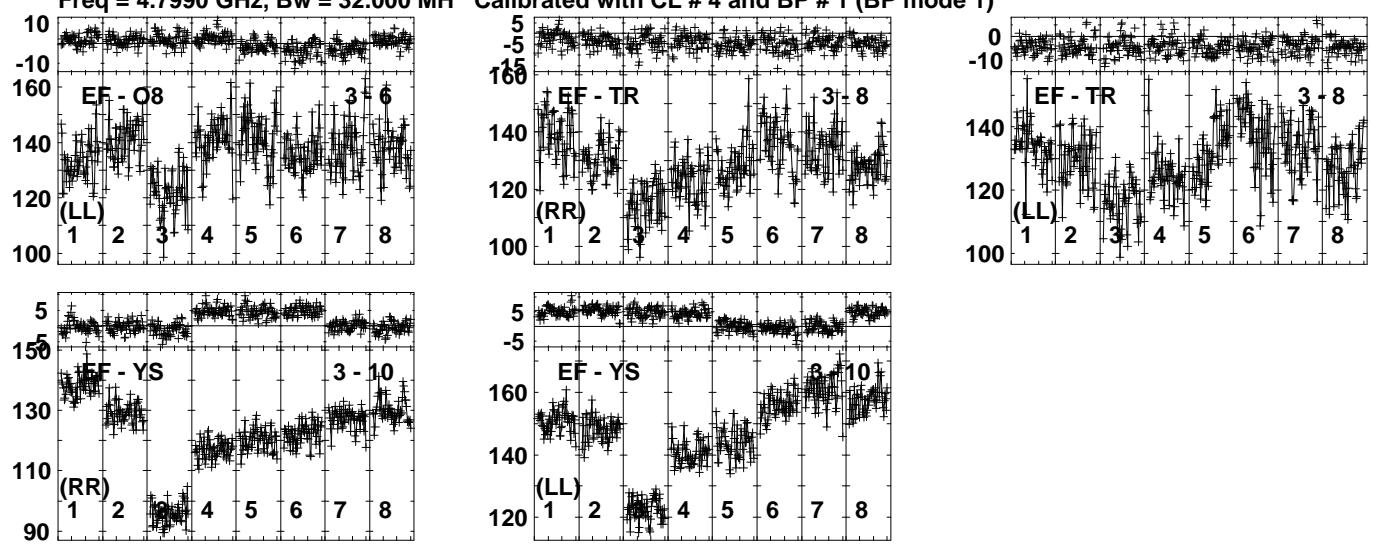 Freq = 4.7990 GHz, Bw = 32.000 MH Calibrated with CL # 4 and BP # 1 (BP mode 1)
10
-10
160
140
120
100
EF - O8
3 - 6
(LL)
1 2 3 4 5 6 7 8
5
-5
-15
160
140
120
100
EF - TR
3 - 8
(RR)
1 2 3 4 5 6 7 8
0
-10
140
120
100
EF - TR
3 - 8
(LL)
1 2 3 4 5 6 7 8
5
-5
150
130
110
90
EF - YS
3 - 10
(RR)
1 2 3 4 5 6 7 8
5
-5
160
140
120
EF - YS
3 - 10
(LL)
1 2 3 4 5 6 7 8